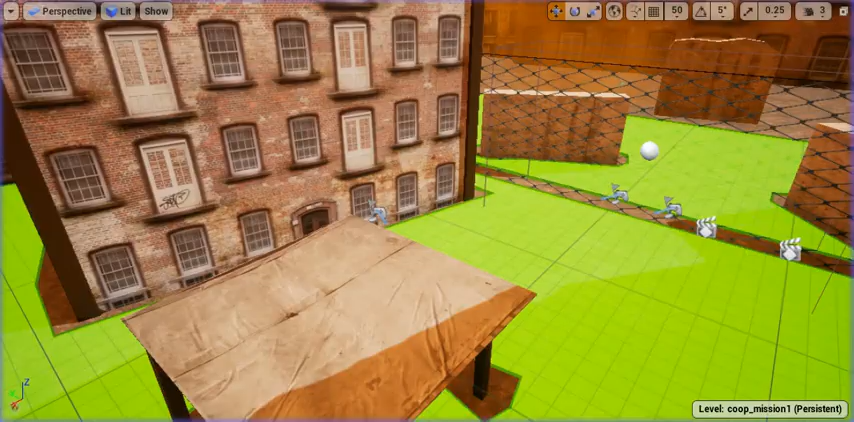 Perspective Lit Show 50 5° 0.25 3
Z
Level: coop_mission1 (Persistent)